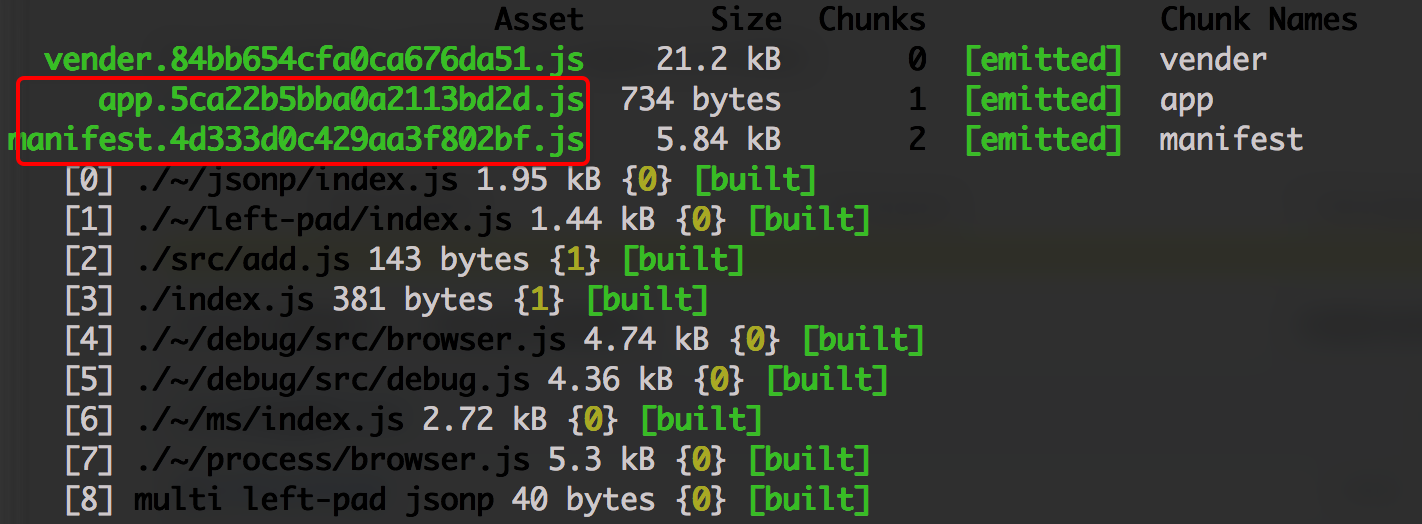 Asset Size Chunks Chunk Names
vender.84bb654cfa0ca676da51.js 21.2 kB 0 [emitted] vender
app.5ca22b5bba0a2113bd2d.js 734 bytes 1 [emitted] app
manifest.4d333d0c429aa3f802bf.js 5.84 kB 2 [emitted] manifest
[0] ./~/jsonp/index.js 1.95 kB {0} [built]
[1] ./~/left-pad/index.js 1.44 kB {0} [built]
[2] ./src/add.js 143 bytes {1} [built]
[3] ./index.js 381 bytes {1} [built]
[4] ./~/debug/src/browser.js 4.74 kB {0} [built]
[5] ./~/debug/src/debug.js 4.36 kB {0} [built]
[6] ./~/ms/index.js 2.72 kB {0} [built]
[7] ./~/process/browser.js 5.3 kB {0} [built]
[8] multi left-pad jsonp 40 bytes {0} [built]